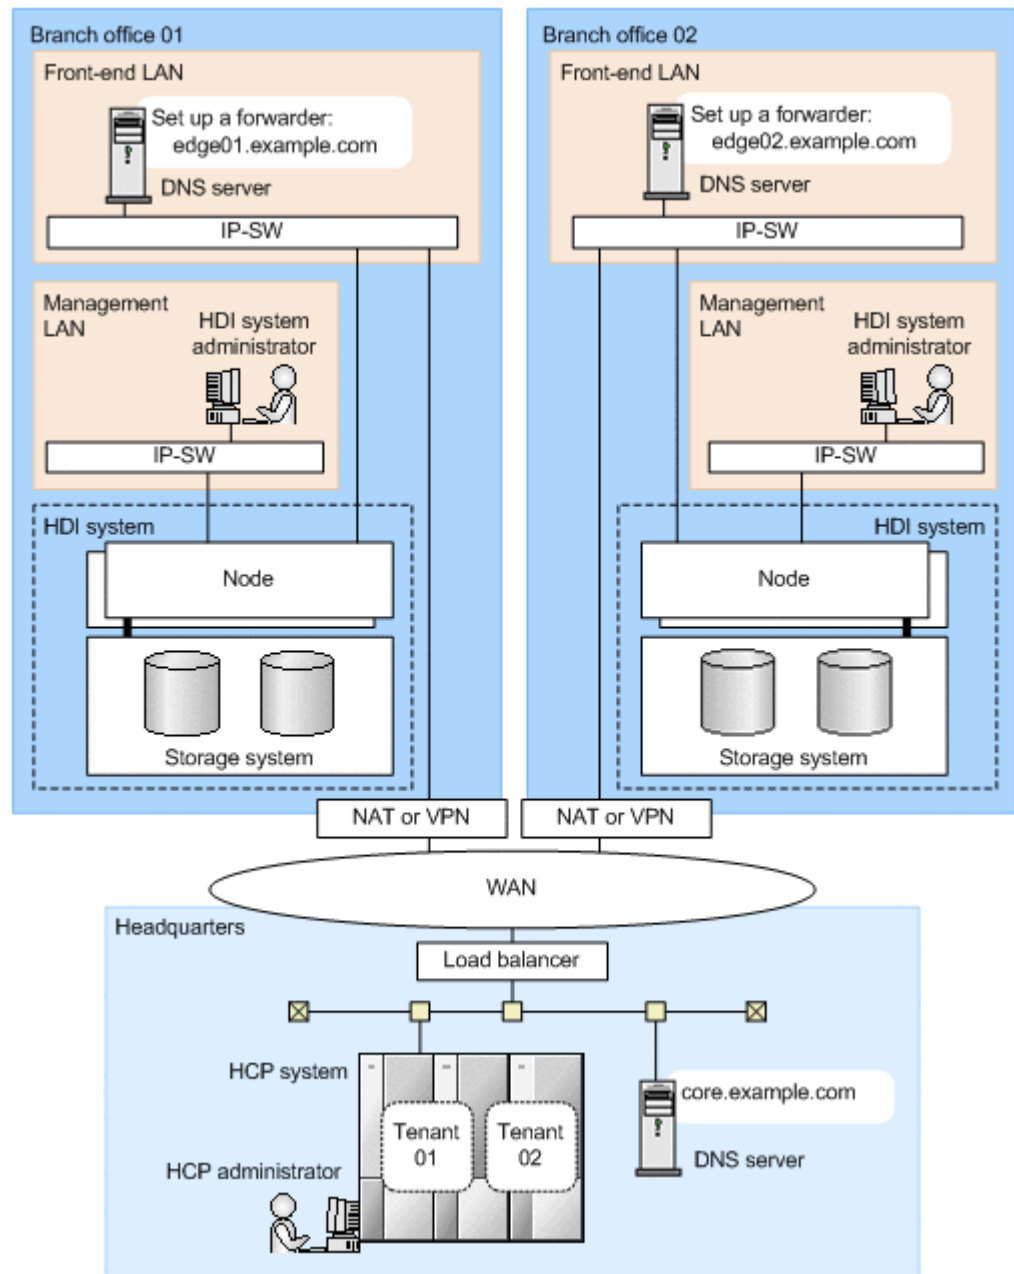 Branch office 01
Front-end LAN
Set up a forwarder:
edge01.example.com
DNS server
IP-SW
Management
LAN
HDI system
administrator
IP-SW
HDI system
Node
Storage system
NAT or VPN
Branch office 02
Front-end LAN
Set up a forwarder:
edge02.example.com
DNS server
IP-SW
Management
LAN
HDI system
administrator
IP-SW
HDI system
Node
Storage system
NAT or VPN
WAN
Headquarters
Load balancer
HCP system
Tenant
01
Tenant
02
core.example.com
DNS server
HCP administrator